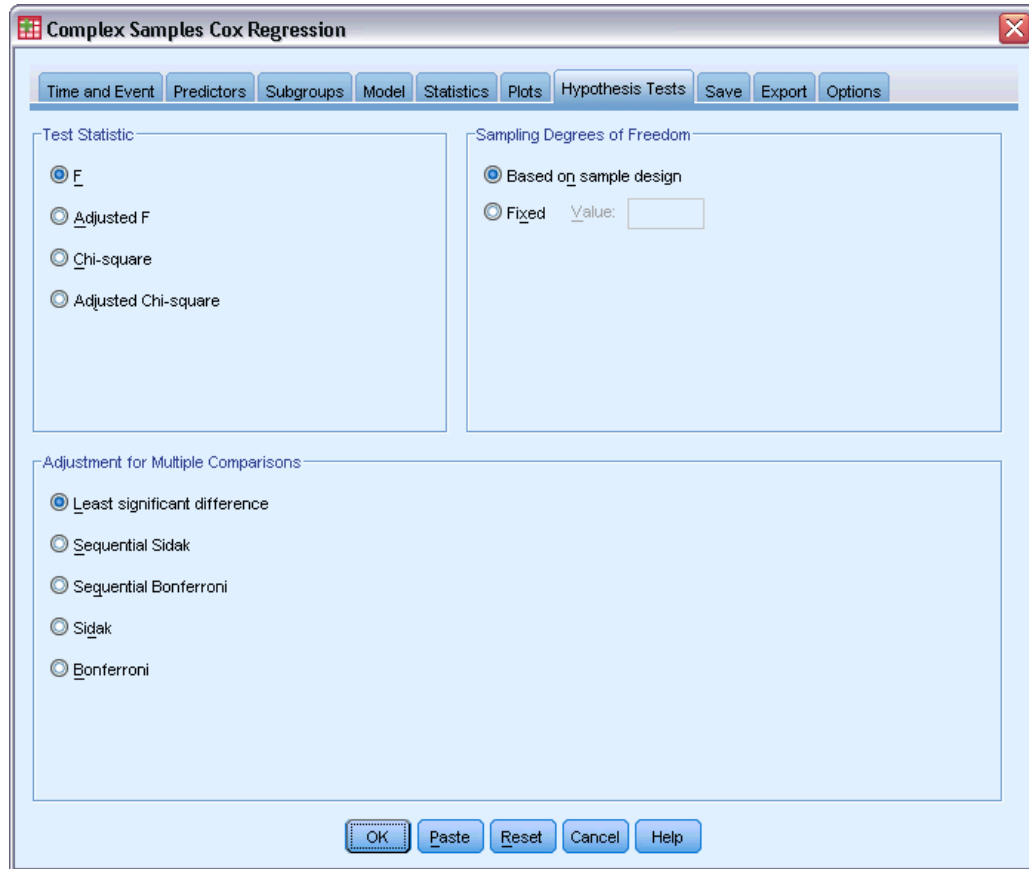 Complex Samples Cox Regression
Time and Event Predictors Subgroups Model Statistics Plots Hypothesis Tests Save Export Options
Test Statistic
F
Adjusted F
Chi-square
Adjusted Chi-square
Sampling Degrees of Freedom
Based on sample design
Fixed Value:
Adjustment for Multiple Comparisons
Least significant difference
Sequential Sidak
Sequential Bonferroni
Sidak
Bonferroni
OK Paste Reset Cancel Help